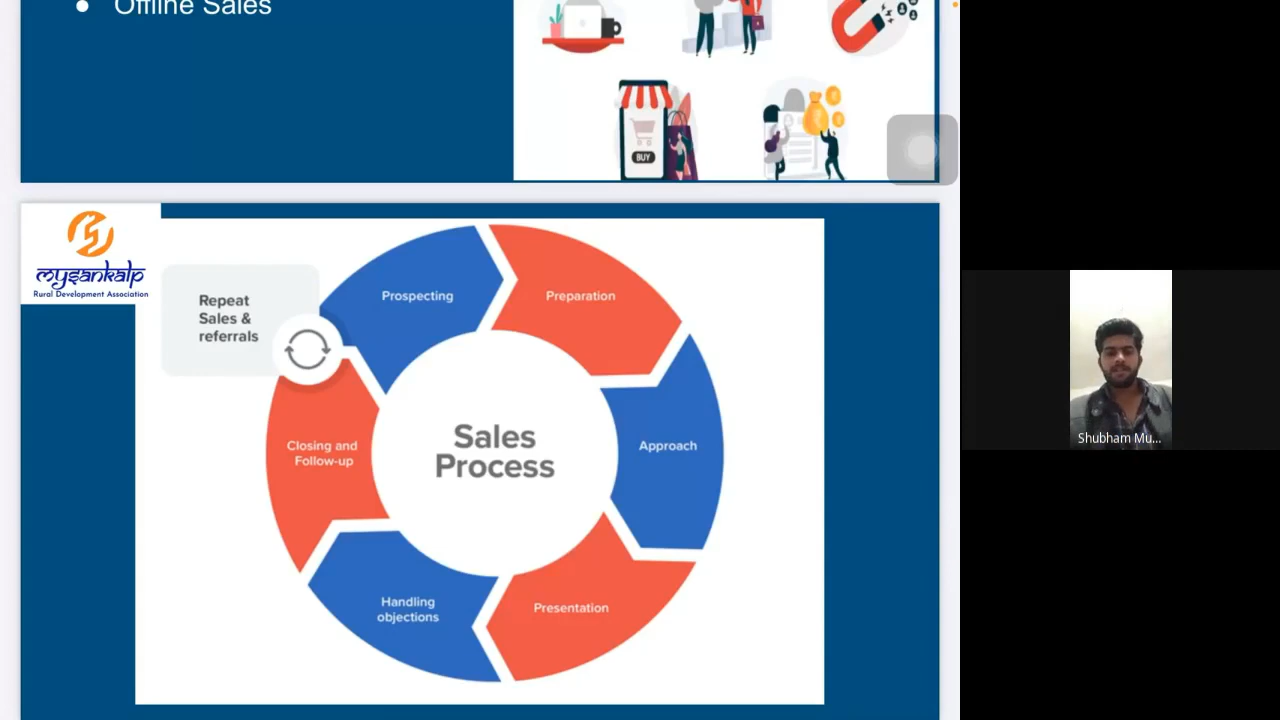 ● Offline Sales
BUY
mysankalp
Rural Development Association
Repeat
Sales &
referrals
Prospecting
Preparation
Approach
Presentation
Handling
objections
Closing and
Follow-up
Sales
Process
Shubham Mu...